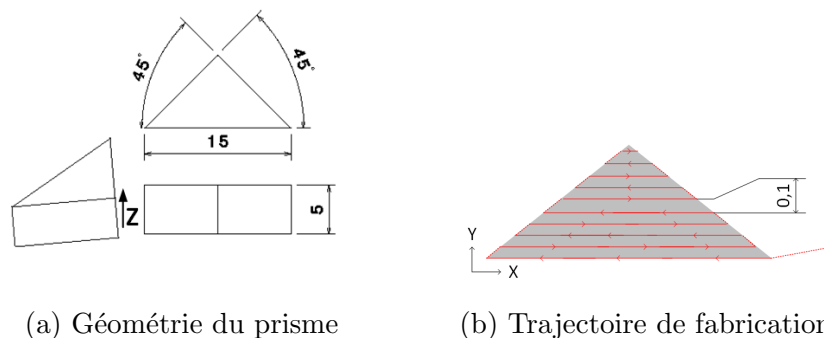 45°
45°
15
Z
5
0,1
Y
X
(a) Géométrie du prisme
(b) Trajectoire de fabrication